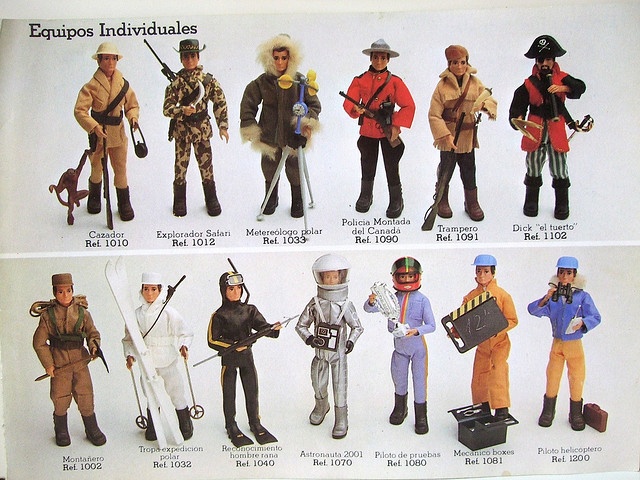 Equipos Individuales
Cazador
Ref. 1010
Explorador Safari
Ref. 1012
Metereólogo polar
Ref. 1033
Policía Montada
del Canadá
Ref. 1090
Trampero
Ref. 1091
Dick "el tuerto"
Ref. 1102
Montañero
Ref. 1002
Tropa expedición
polar
Ref. 1032
Reconocimiento
hombre rana
Ref. 1040
Astronauta 2001
Ref. 1070
Piloto de pruebas
Ref. 1080
Mecánico boxes
Ref. 1081
Piloto helicóptero
Ref. 1200